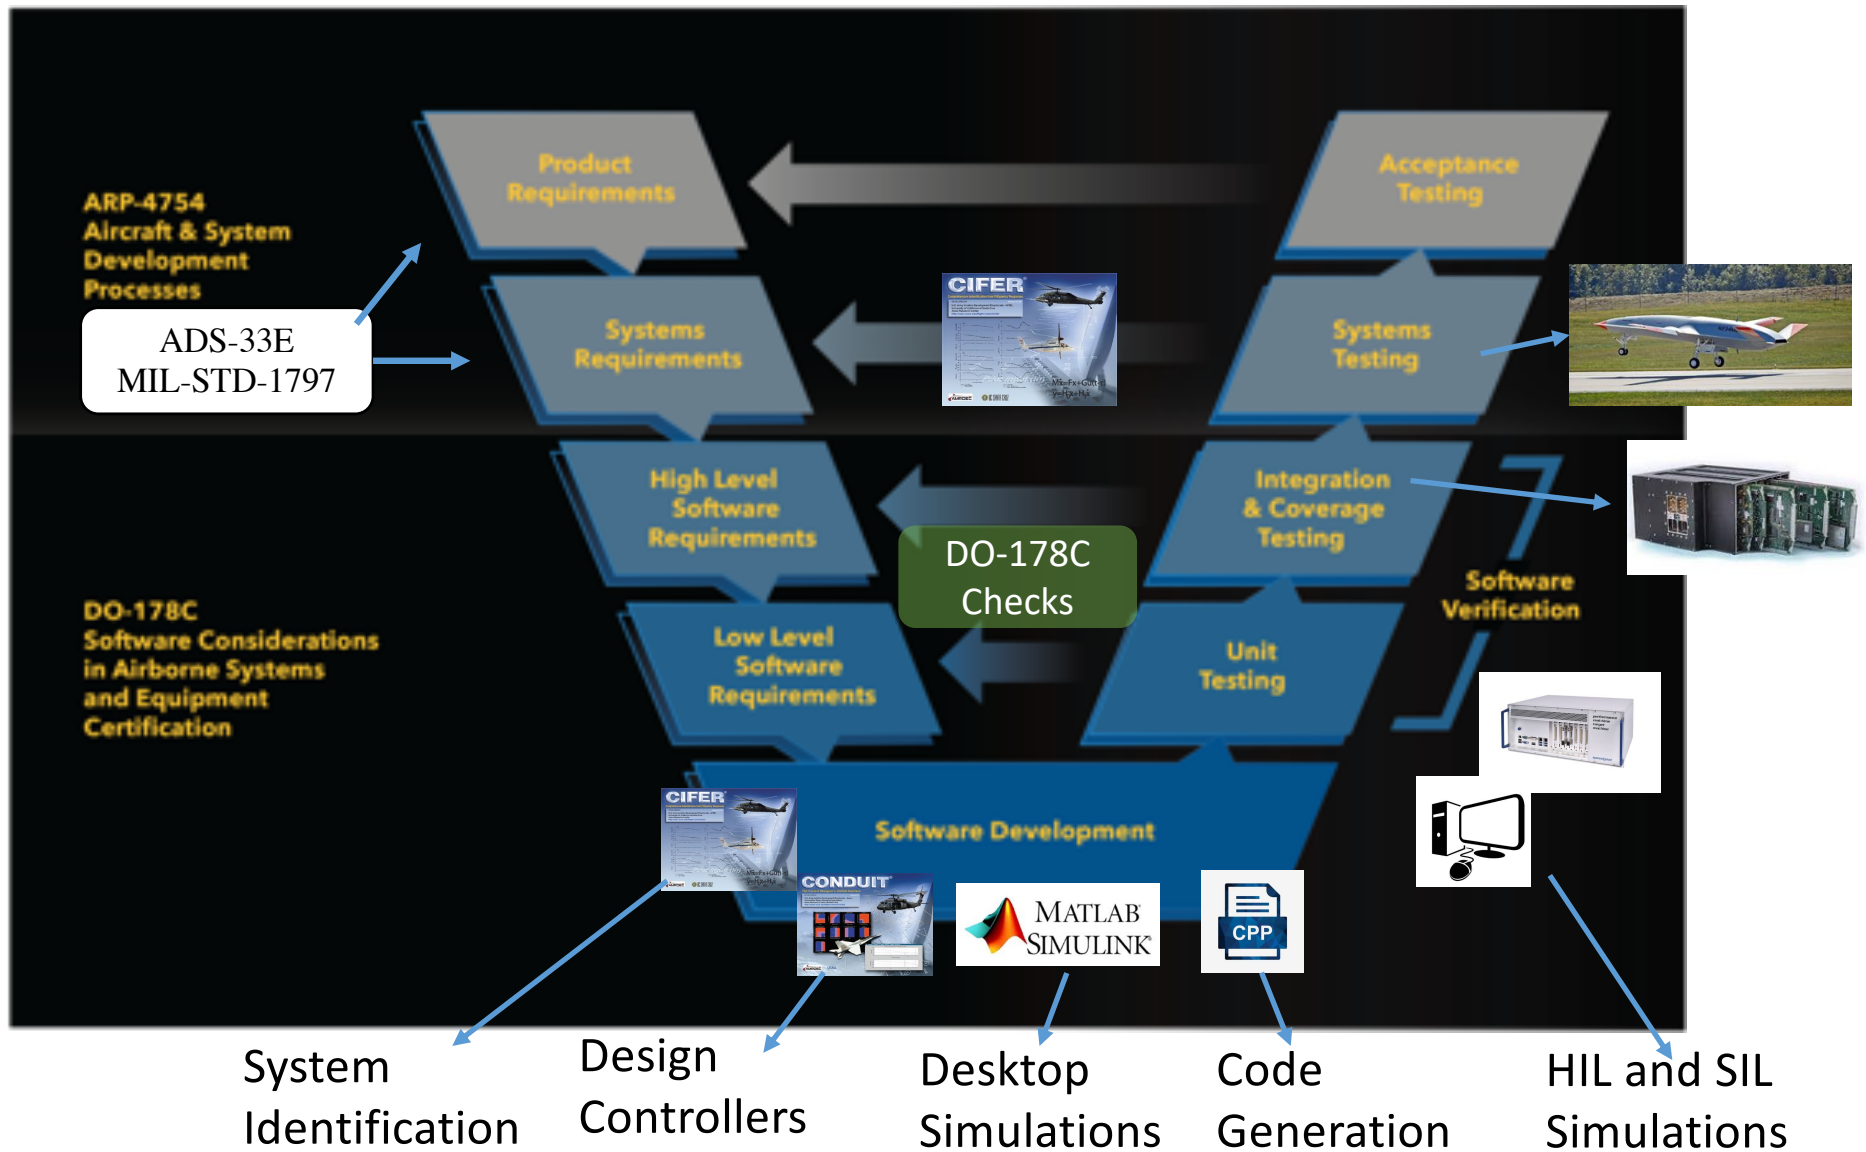 Product
Requirements
Acceptance
Testing
ARP-4754
Aircraft & System
Development
Processes
ADS-33E
MIL-STD-1797
Systems
Requirements
CIFER®
Mẋ=Fx+Gu(t-τ)
Systems
Testing
High Level
Software
Requirements
Integration
& Coverage
Testing
DO-178C
Checks
Software
Verification
DO-178C
Software Considerations
in Airborne Systems
and Equipment
Certification
Low Level
Software
Requirements
Unit
Testing
Software Development
CIFER®
CONDUIT®
MATLAB®
SIMULINK®
CPP
System
Identification
Design
Controllers
Desktop
Simulations
Code
Generation
HIL and SIL
Simulations